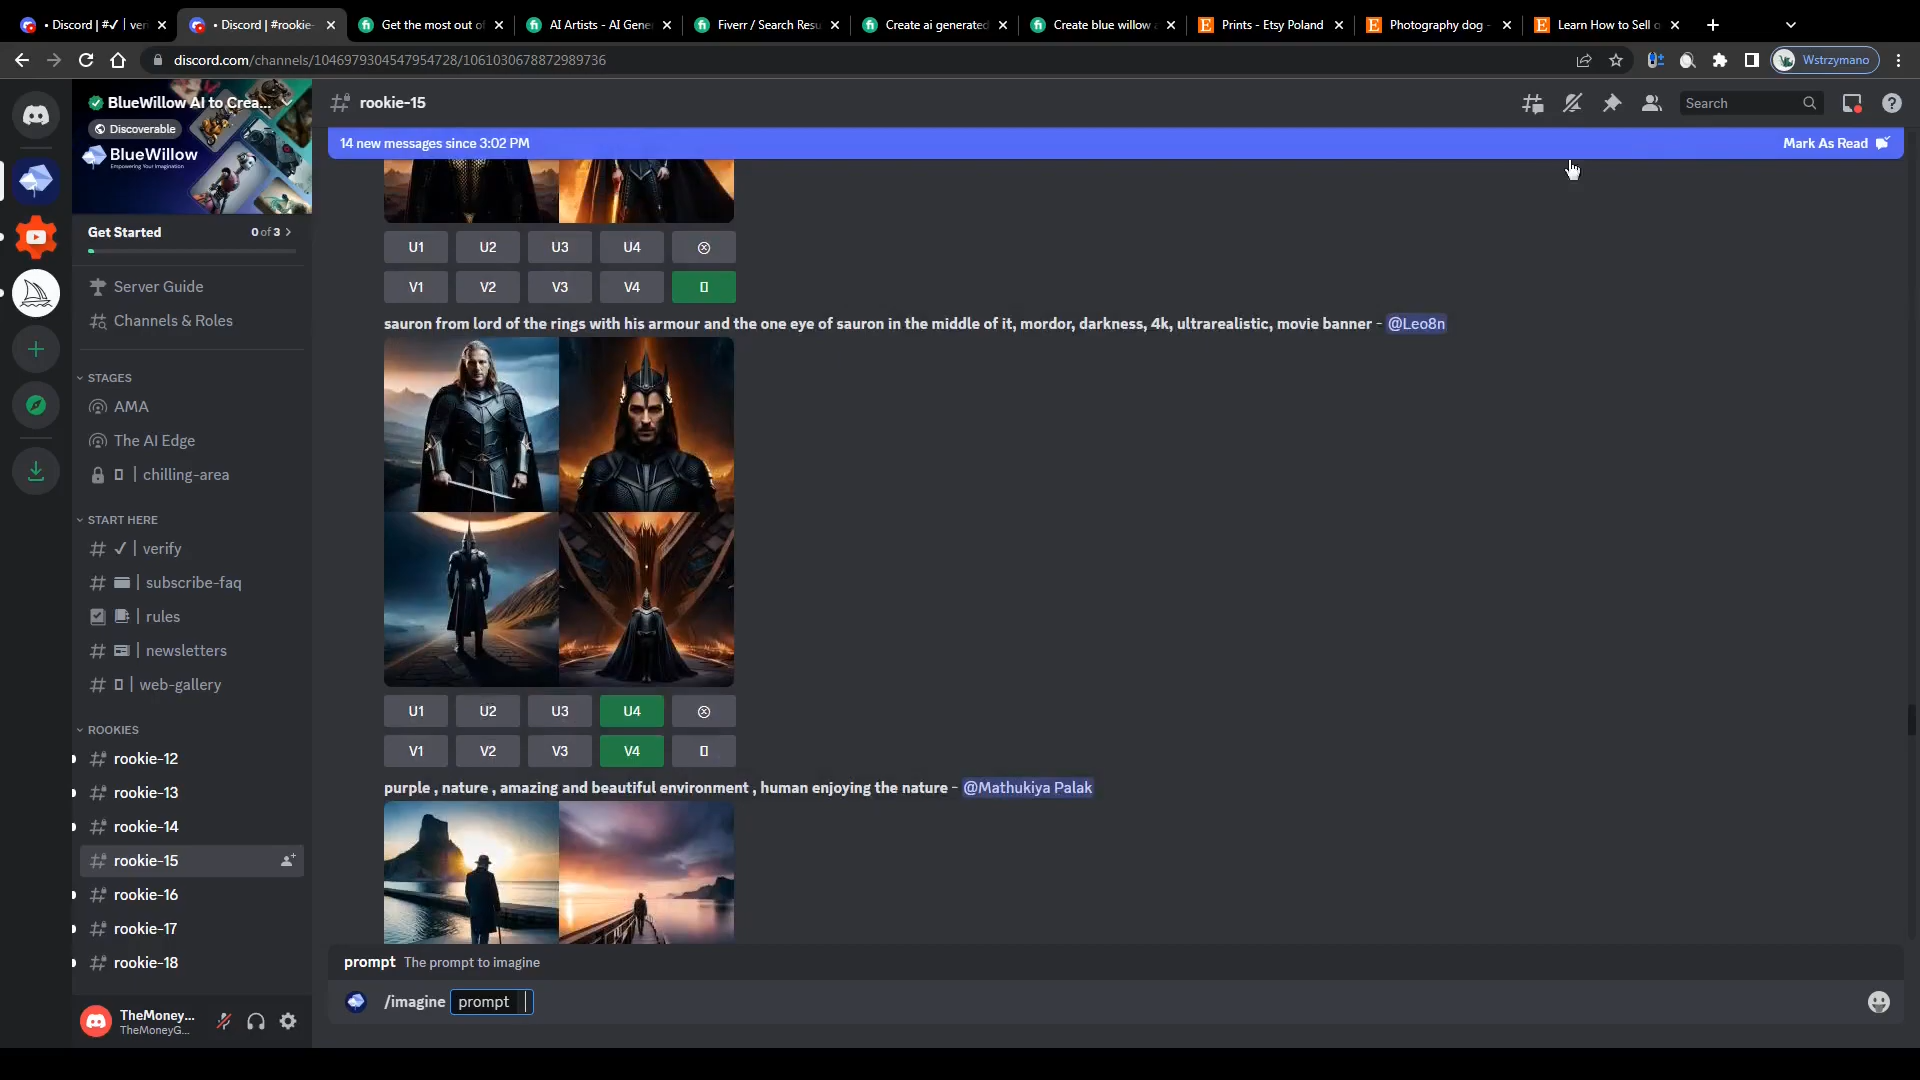 Discord | #✓ | veri
Discord | #rookie-
Get the most out of
AI Artists - AI Gene
Fiverr / Search Resu
Create ai generated
Create blue willow a
Prints - Etsy Poland
Photography dog -
Learn How to Sell o
discord.com/channels/1046979304547954728/1061030678872989736
Wstrzymano
BlueWillow AI to Crea...
Discoverable
BlueWillow
Get Started
0 of 3
Server Guide
Channels & Roles
STAGES
AMA
The AI Edge
chilling-area
START HERE
verify
subscribe-faq
rules
newsletters
web-gallery
ROOKIES
rookie-12
rookie-13
rookie-14
rookie-15
rookie-16
rookie-17
rookie-18
TheMoney...
TheMoneyG...
rookie-15
Search
14 new messages since 3:02 PM
Mark As Read
U1 U2 U3 U4
V1 V2 V3 V4
sauron from lord of the rings with his armour and the one eye of sauron in the middle of it, mordor, darkness, 4k, ultrarealistic, movie banner - @Leo8n
U1 U2 U3 U4
V1 V2 V3 V4
purple , nature , amazing and beautiful environment , human enjoying the nature - @Mathukiya Palak
prompt The prompt to imagine
/imagine prompt